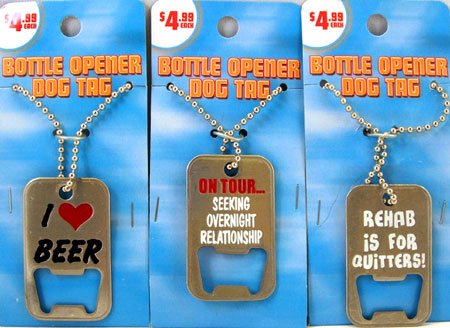 $4.99
EACH
BOTTLE OPENER
DOG TAG
I ❤
BEER
$4.99
EACH
BOTTLE OPENER
DOG TAG
ON TOUR...
SEEKING
OVERNIGHT
RELATIONSHIP
$4.99
EACH
BOTTLE OPENER
DOG TAG
REHAB
IS FOR
QUITTERS!